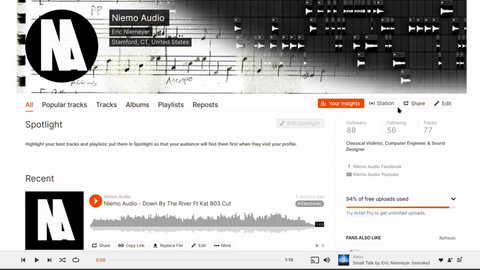 Niemo Audio
Eric Niemeyer
Stamford, CT, United States
NA
Atempo
All Popular tracks Tracks Albums Playlists Reposts
Your Insights Station Share Edit
Spotlight
Edit Spotlight
Highlight your best tracks and playlists: put them in Spotlight so that your audience will find them first when they visit your profile.
Followers Following Tracks
88 56 77
Classical Violinist, Computer Engineer, & Sound
Designer
Niemo Audio Facebook
Niemo Audio Youtube
Recent
NA
Niemo Audio
Niemo Audio - Down By The River Ft Kat B03 Cut
months ago
# Electronic
Share Copy Link Replace File Edit More
94% of free uploads used
Try Artist Pro to get unlimited uploads.
FANS ALSO LIKE
Refresh
0:00
1:19
Small Talk by Eric Niemeyer (remake)